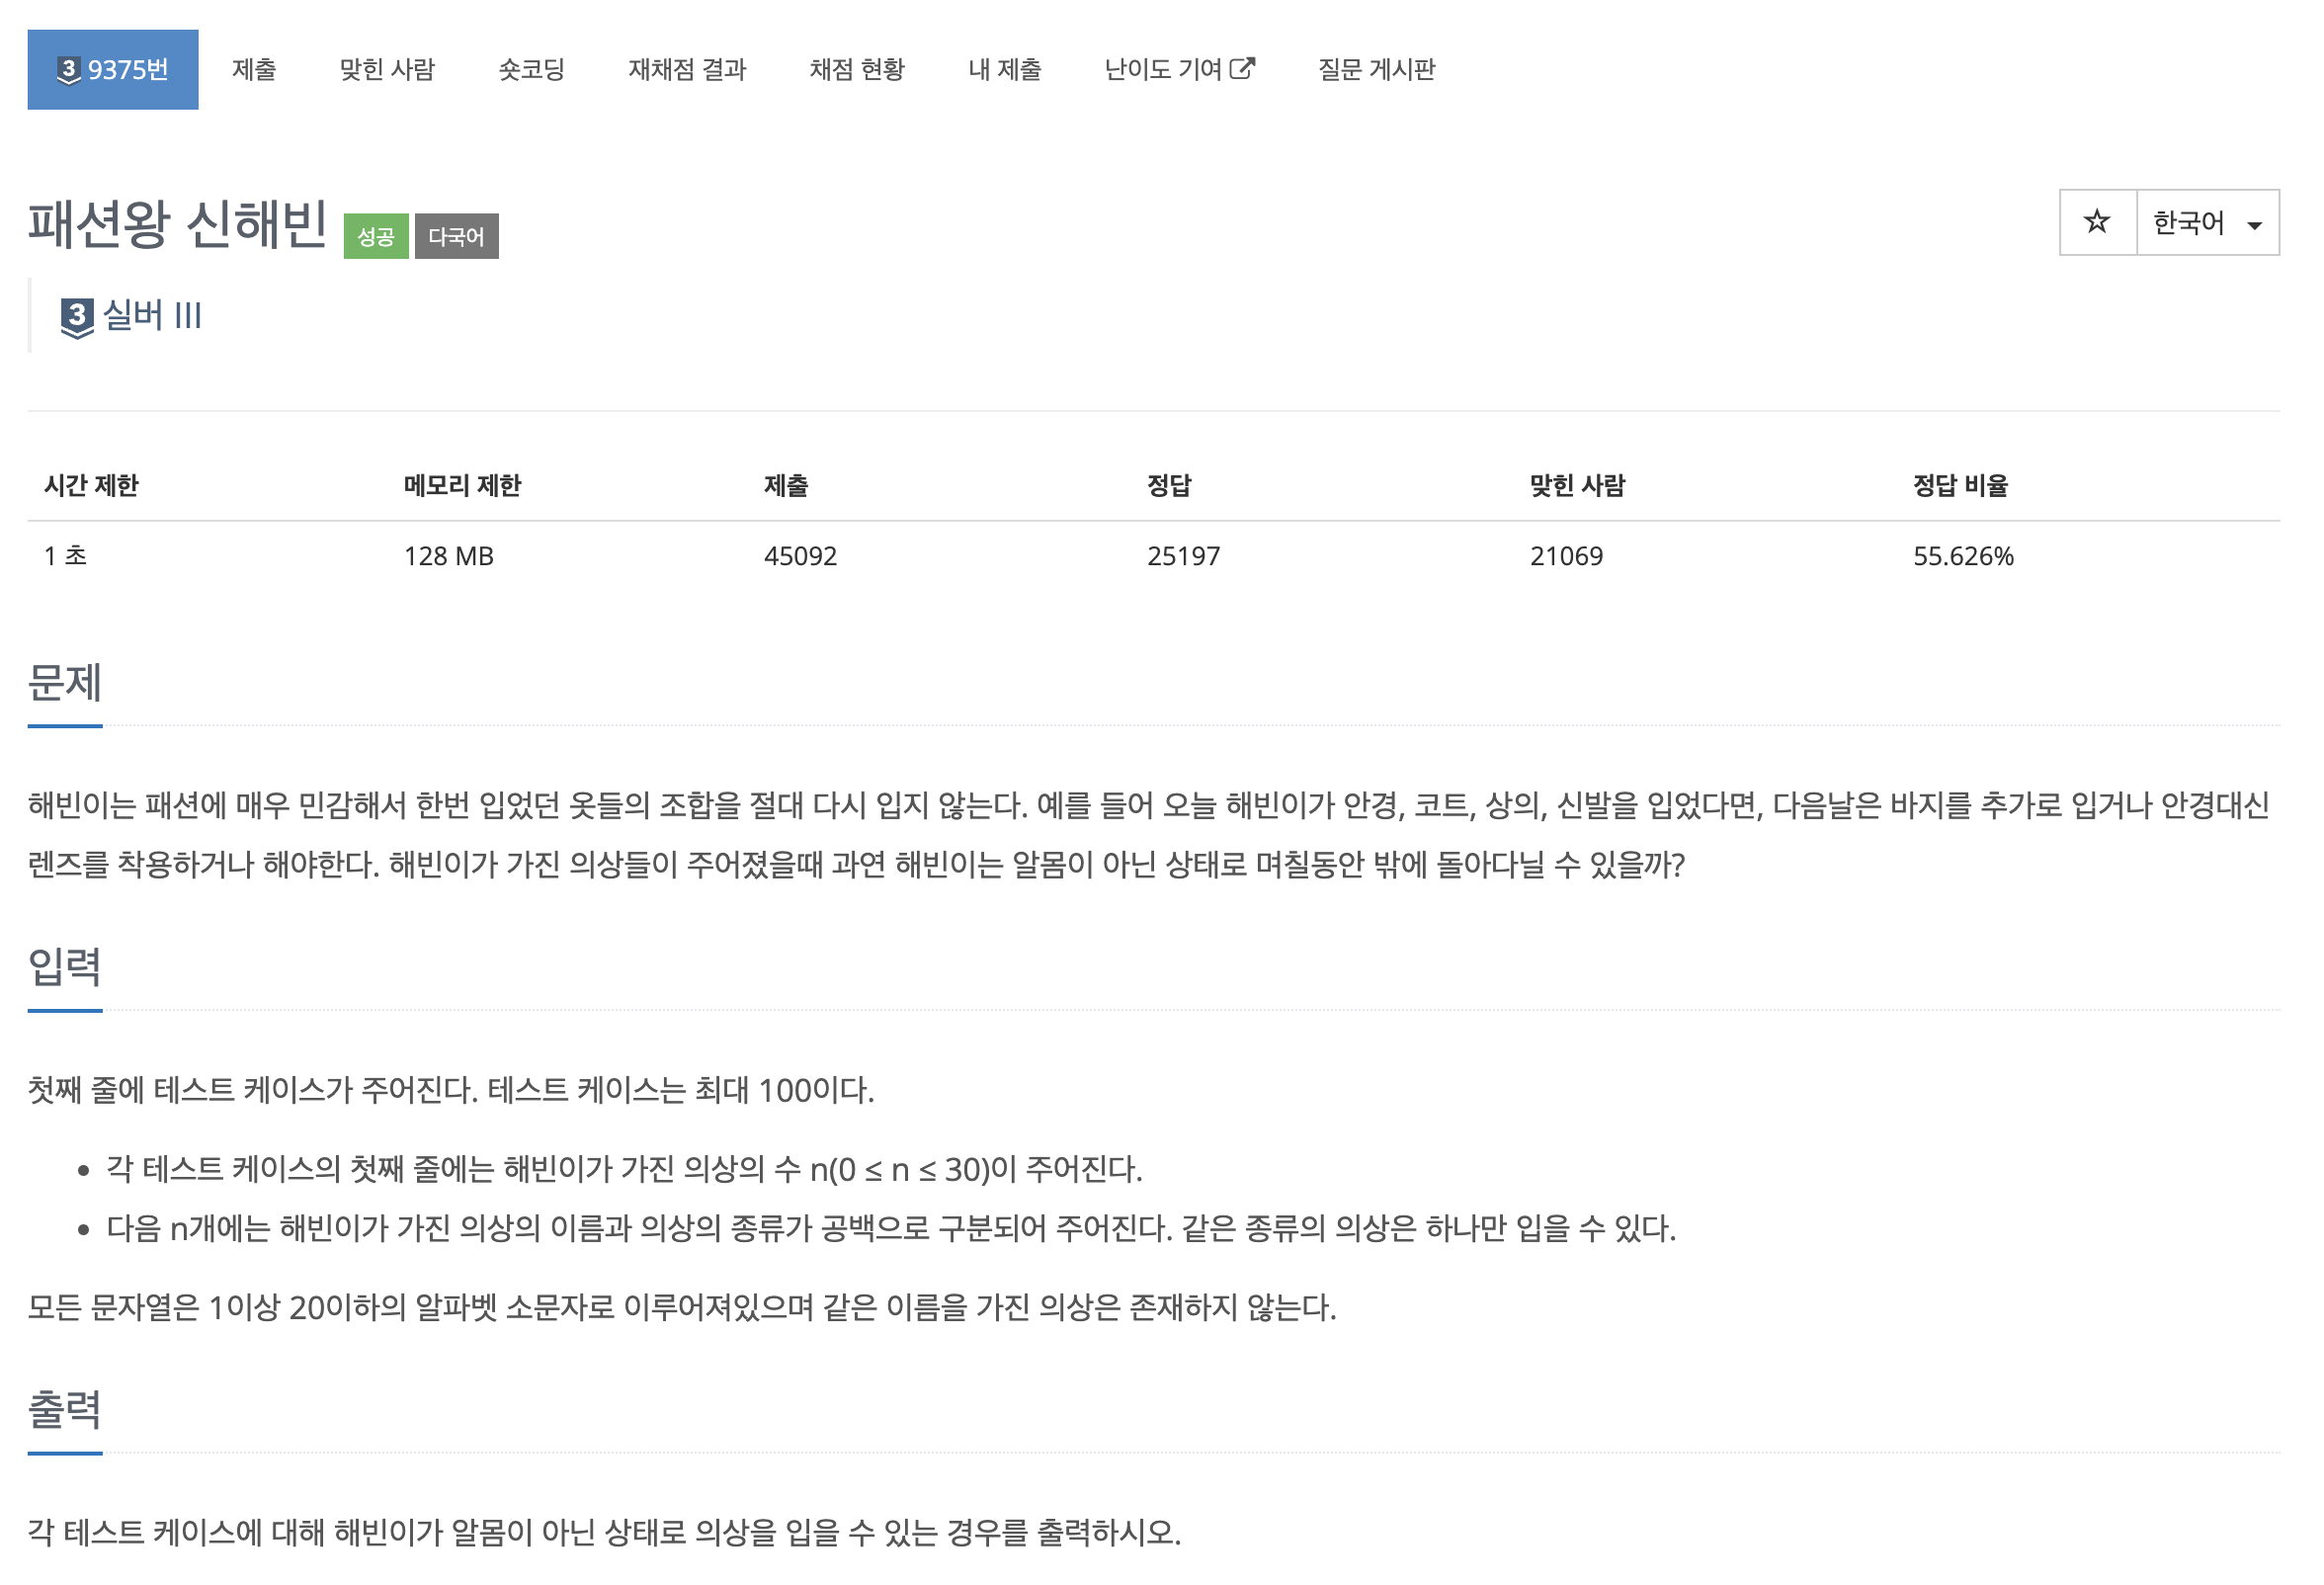 3 9375번 제출 맞힌 사람 숏코딩 재채점 결과 채점 현황 내 제출 난이도 기여 질문 게시판
패션왕 신해빈 성공 다국어 ☆ 한국어
3 실버 III
시간 제한 메모리 제한 제출 정답 맞힌 사람 정답 비율
1 초 128 MB 45092 25197 21069 55.626%
문제
해빈이는 패션에 매우 민감해서 한번 입었던 옷들의 조합을 절대 다시 입지 않는다. 예를 들어 오늘 해빈이가 안경, 코트, 상의, 신발을 입었다면, 다음날은 바지를 추가로 입거나 안경대신
렌즈를 착용하거나 해야한다. 해빈이가 가진 의상들이 주어졌을때 과연 해빈이는 알몸이 아닌 상태로 며칠동안 밖에 돌아다닐 수 있을까?
입력
첫째 줄에 테스트 케이스가 주어진다. 테스트 케이스는 최대 100이다.
• 각 테스트 케이스의 첫째 줄에는 해빈이가 가진 의상의 수 n(0 ≤ n ≤ 30)이 주어진다.
• 다음 n개에는 해빈이가 가진 의상의 이름과 의상의 종류가 공백으로 구분되어 주어진다. 같은 종류의 의상은 하나만 입을 수 있다.
모든 문자열은 1이상 20이하의 알파벳 소문자로 이루어져있으며 같은 이름을 가진 의상은 존재하지 않는다.
출력
각 테스트 케이스에 대해 해빈이가 알몸이 아닌 상태로 의상을 입을 수 있는 경우를 출력하시오.